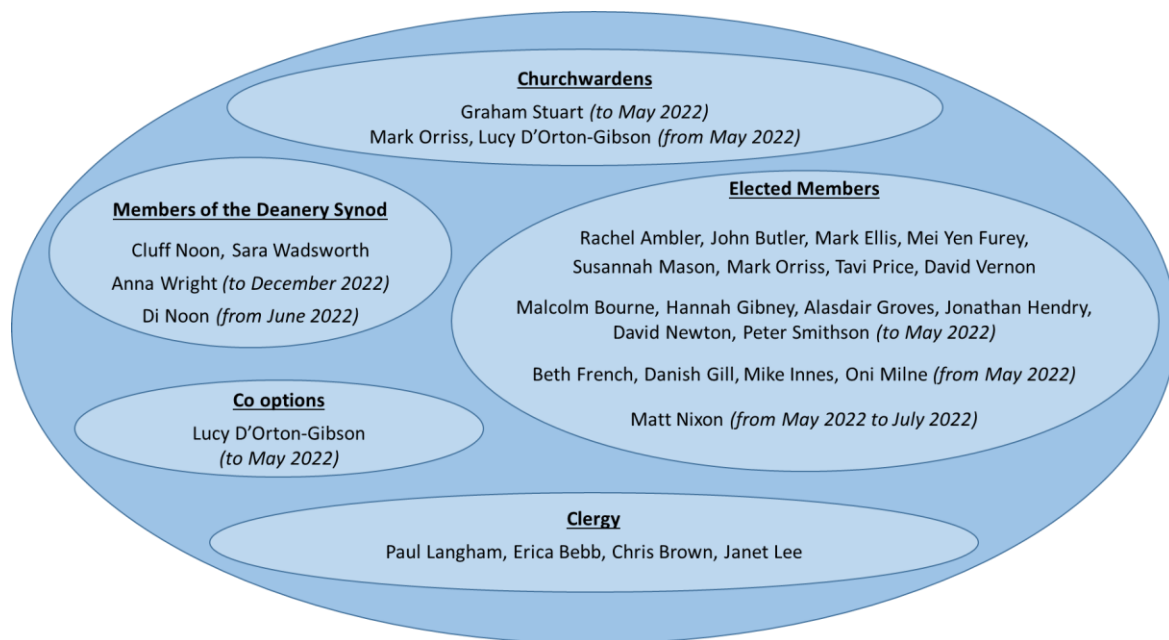 Churchwardens
Graham Stuart (to May 2022)
Mark Orriss, Lucy D'Orton-Gibson (from May 2022)
Members of the Deanery Synod
Cluff Noon, Sara Wadsworth
Anna Wright (to December 2022)
Di Noon (from June 2022)
Elected Members
Rachel Ambler, John Butler, Mark Ellis, Mei Yen Furey,
Susannah Mason, Mark Orriss, Tavi Price, David Vernon
Malcolm Bourne, Hannah Gibney, Alasdair Groves, Jonathan Hendry,
David Newton, Peter Smithson (to May 2022)
Beth French, Danish Gill, Mike Innes, Oni Milne (from May 2022)
Matt Nixon (from May 2022 to July 2022)
Co options
Lucy D'Orton-Gibson
(to May 2022)
Clergy
Paul Langham, Erica Bebb, Chris Brown, Janet Lee